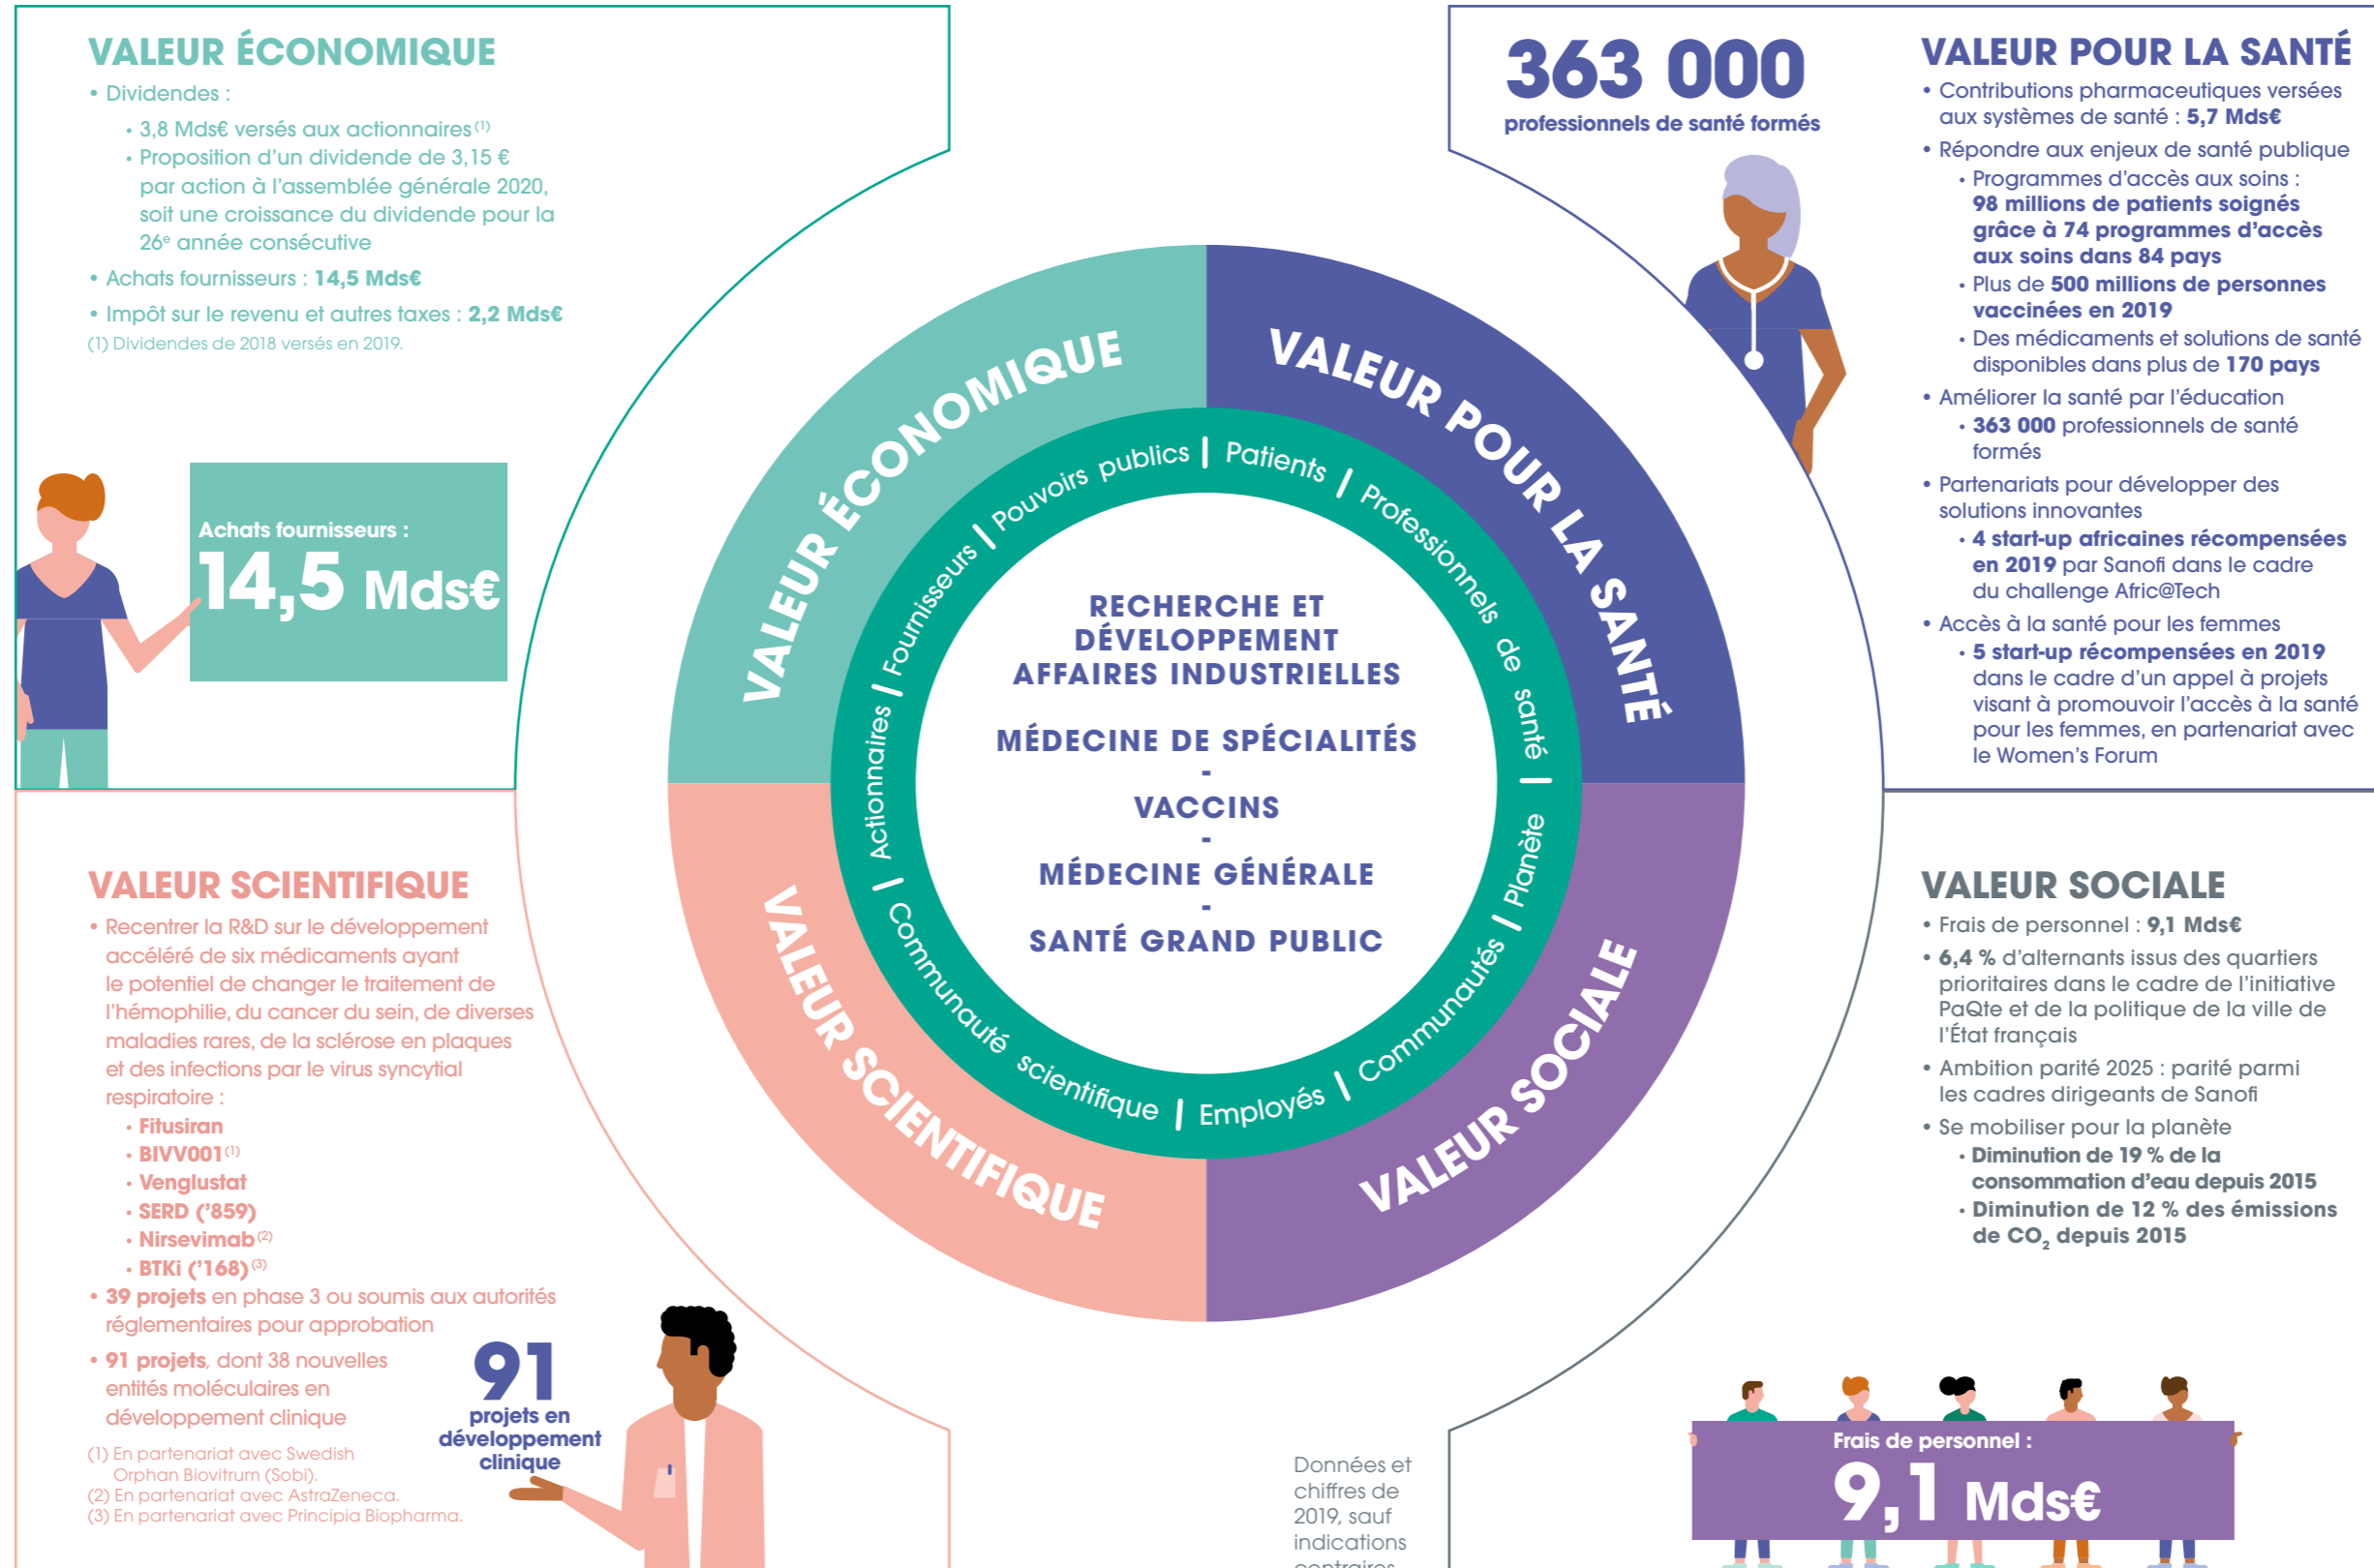 VALEUR ÉCONOMIQUE
• Dividendes :
• 3,8 Mds€ versés aux actionnaires (1)
• Proposition d’un dividende de 3,15 €
par action à l’assemblée générale 2020,
soit une croissance du dividende pour la
26e année consécutive
• Achats fournisseurs : 14,5 Mds€
• Impôt sur le revenu et autres taxes : 2,2 Mds€
(1) Dividendes de 2018 versés en 2019.
Achats fournisseurs :
14,5 Mds€
363 000
professionnels de santé formés
VALEUR POUR LA SANTÉ
• Contributions pharmaceutiques versées
aux systèmes de santé : 5,7 Mds€
• Répondre aux enjeux de santé publique
• Programmes d’accès aux soins :
98 millions de patients soignés
grâce à 74 programmes d’accès
aux soins dans 84 pays
• Plus de 500 millions de personnes
vaccinées en 2019
• Des médicaments et solutions de santé
disponibles dans plus de 170 pays
• Améliorer la santé par l’éducation
• 363 000 professionnels de santé
formés
• Partenariats pour développer des
solutions innovantes
• 4 start-up africaines récompensées
en 2019 par Sanofi dans le cadre
du challenge Afric@Tech
• Accès à la santé pour les femmes
• 5 start-up récompensées en 2019
dans le cadre d’un appel à projets
visant à promouvoir l’accès à la santé
pour les femmes, en partenariat avec
le Women’s Forum
VALEUR ÉCONOMIQUE
VALEUR POUR LA SANTÉ
VALEUR SCIENTIFIQUE
VALEUR SOCIALE
Actionnaires | Fournisseurs | Pouvoirs publics | Patients | Professionnels de santé |
| Communauté scientifique | Employés | Communautés | Planète
RECHERCHE ET
DÉVELOPPEMENT
AFFAIRES INDUSTRIELLES
MÉDECINE DE SPÉCIALITÉS
-
VACCINS
-
MÉDECINE GÉNÉRALE
-
SANTÉ GRAND PUBLIC
VALEUR SCIENTIFIQUE
• Recentrer la R&D sur le développement
accéléré de six médicaments ayant
le potentiel de changer le traitement de
l’hémophilie, du cancer du sein, de diverses
maladies rares, de la sclérose en plaques
et des infections par le virus syncytial
respiratoire :
• Fitusiran
• BIVV001 (1)
• Venglustat
• SERD (’859)
• Nirsevimab (2)
• BTKi (’168) (3)
• 39 projets en phase 3 ou soumis aux autorités
réglementaires pour approbation
• 91 projets, dont 38 nouvelles
entités moléculaires en
développement clinique
(1) En partenariat avec Swedish
Orphan Biovitrum (Sobi).
(2) En partenariat avec AstraZeneca.
(3) En partenariat avec Principia Biopharma.
91
projets en
développement
clinique
VALEUR SOCIALE
• Frais de personnel : 9,1 Mds€
• 6,4 % d’alternants issus des quartiers
prioritaires dans le cadre de l’initiative
PaQte et de la politique de la ville de
l’État français
• Ambition parité 2025 : parité parmi
les cadres dirigeants de Sanofi
• Se mobiliser pour la planète
• Diminution de 19 % de la
consommation d’eau depuis 2015
• Diminution de 12 % des émissions
de CO₂ depuis 2015
Données et
chiffres de
2019, sauf
indications
contraires
Frais de personnel :
9,1 Mds€